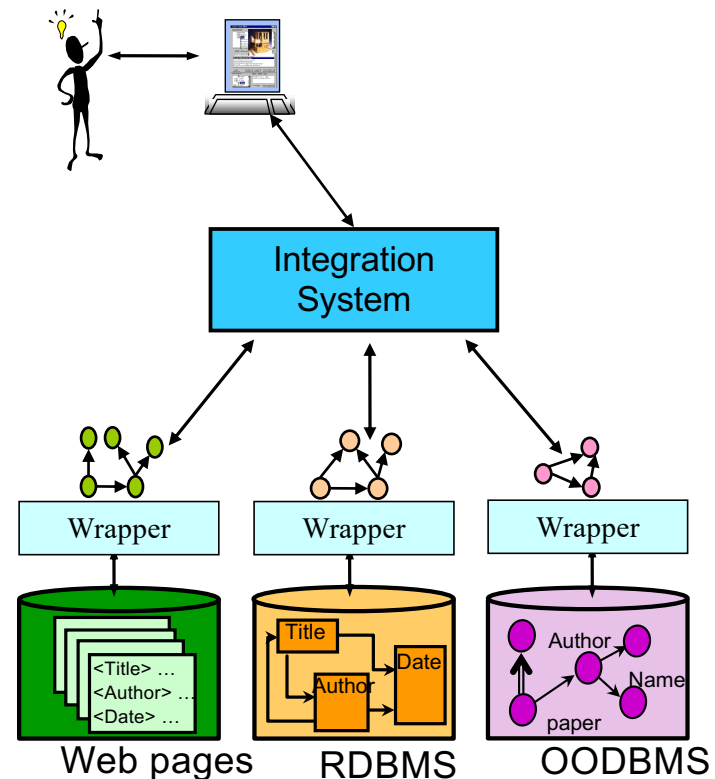 Integration
System
Wrapper
Wrapper
Wrapper
<Title> ...
<Author> ...
<Date> ...
Title
Author
Date
Author
Name
paper
Web pages
RDBMS
OODBMS